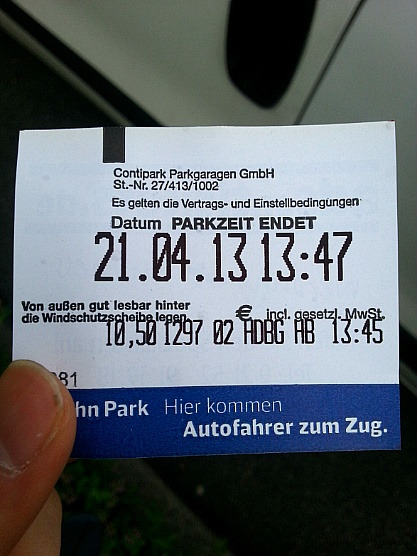 Contipark Parkgaragen GmbH
St.-Nr. 27/413/1002
Es gelten die Vertrags- und Einstellbedingungen
Datum PARKZEIT ENDET
21.04.13 13:47
Von außen gut lesbar hinter
die Windschutzscheibe legen.
€ incl. gesetzl. MwSt.
10,50 1297 02 ADBG AB 13:45
81
hn Park Hier kommen
Autofahrer zum Zug.